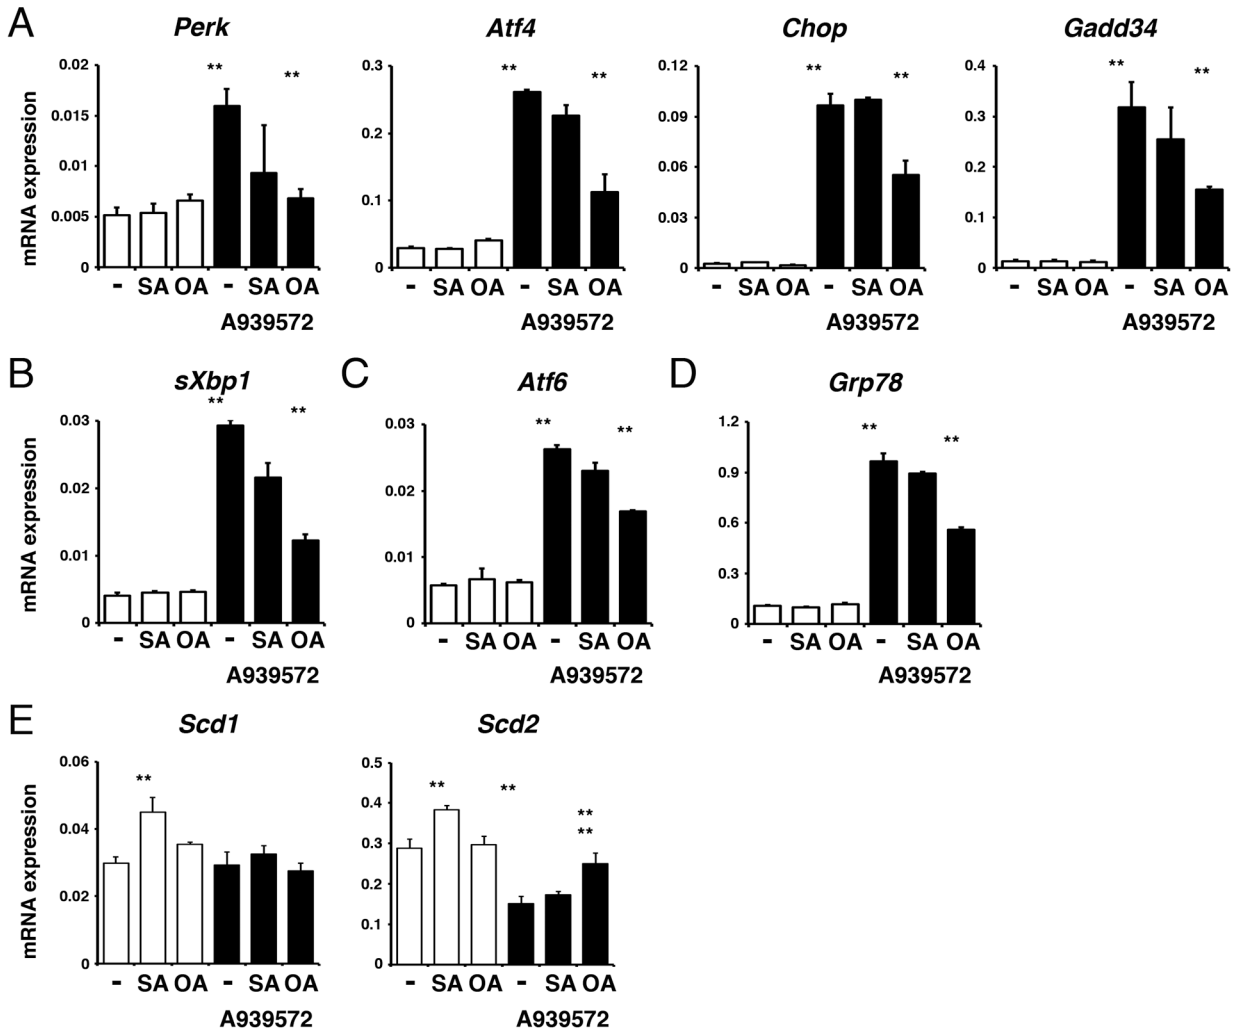 A
Perk
Atf4
Chop
Gadd34
mRNA expression
0.02
0.015
0.01
0.005
0
** **
- SA OA - SA OA
A939572
0.3
0.2
0.1
0
** **
- SA OA - SA OA
A939572
0.12
0.09
0.06
0.03
0
** **
- SA OA - SA OA
A939572
0.4
0.3
0.2
0.1
0
** **
- SA OA - SA OA
A939572
B
sXbp1
mRNA expression
0.03
0.02
0.01
0
** **
- SA OA - SA OA
A939572
C
Atf6
0.03
0.02
0.01
0
** **
- SA OA - SA OA
A939572
D
Grp78
1.2
0.9
0.6
0.3
0
** **
- SA OA - SA OA
A939572
E
Scd1
mRNA expression
0.06
0.04
0.02
0
**
- SA OA - SA OA
A939572
Scd2
0.5
0.4
0.3
0.2
0.1
0
** **
**
**
- SA OA - SA OA
A939572